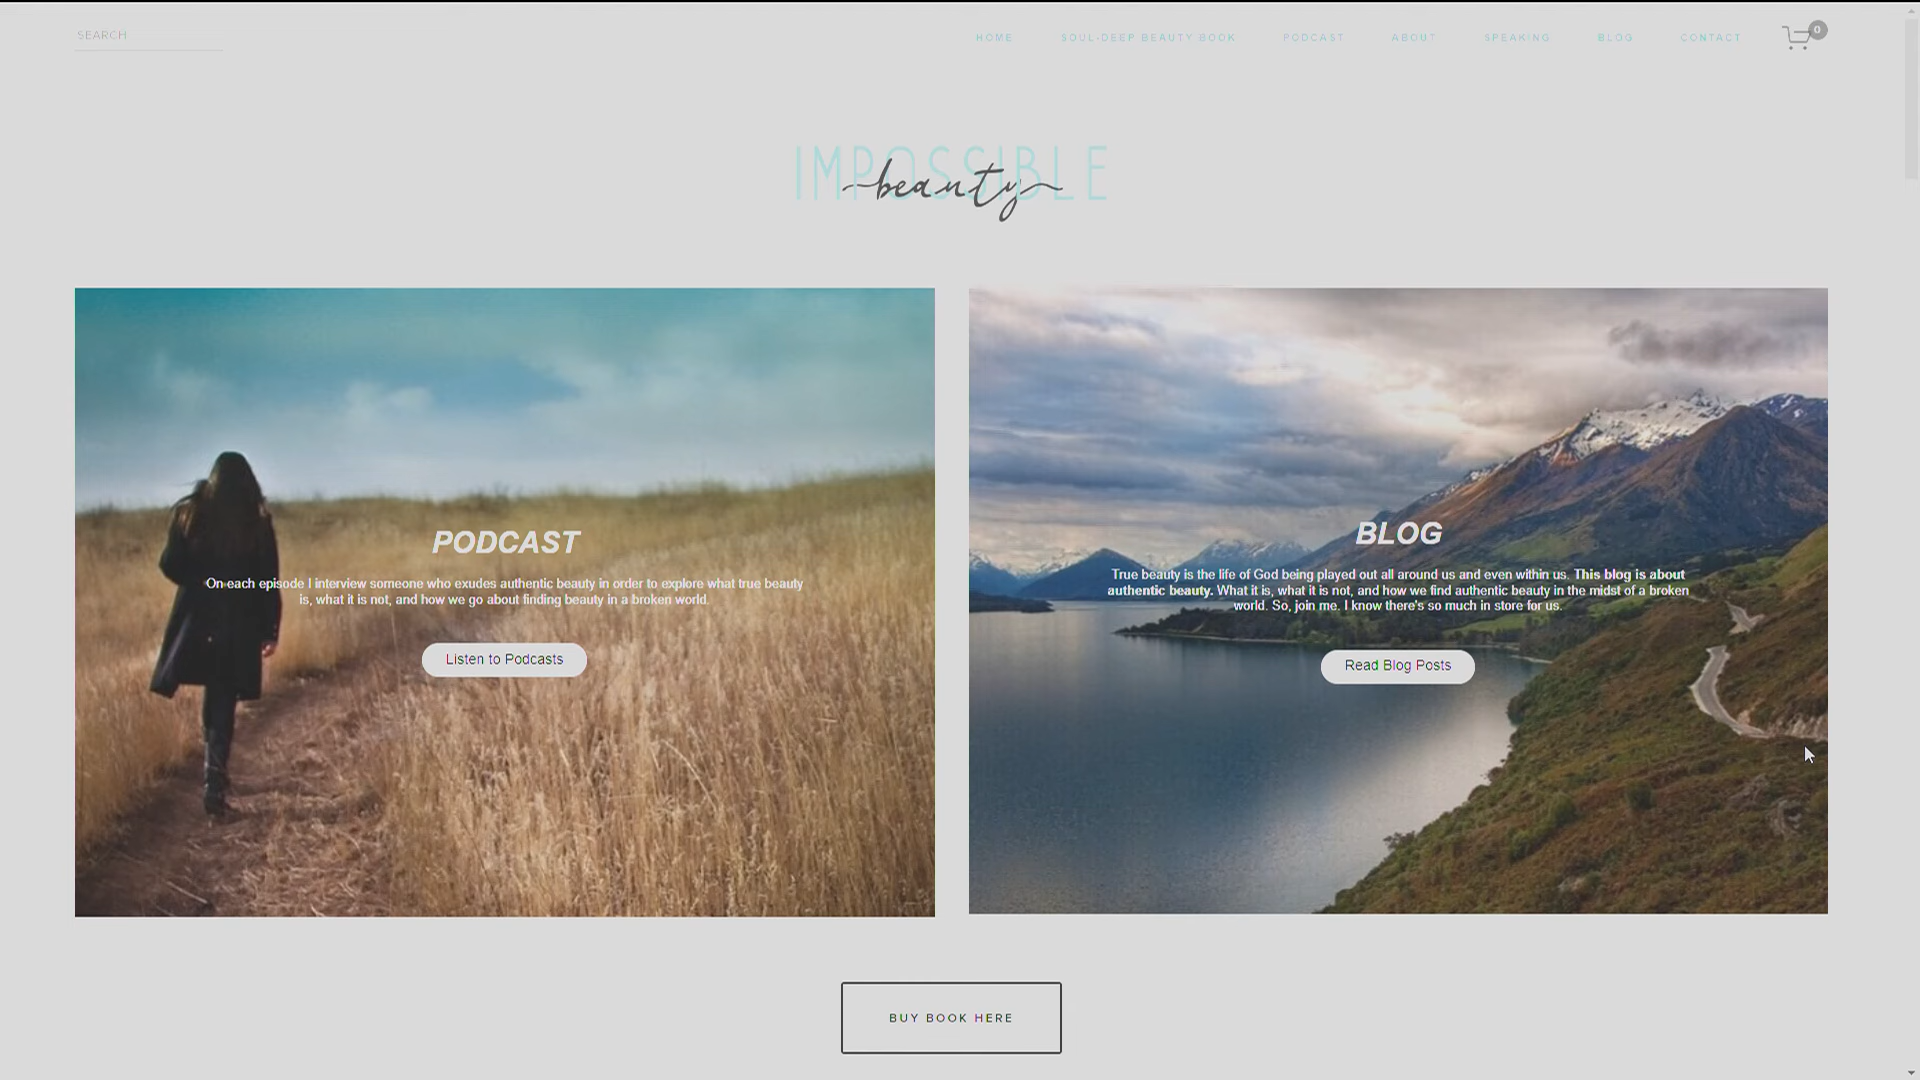 SEARCH
HOME SOUL-DEEP BEAUTY BOOK PODCAST ABOUT SPEAKING BLOG CONTACT 0
IMPOSSIBLE
beauty
PODCAST
On each episode I interview someone who exudes authentic beauty in order to explore what true beauty
is, what it is not, and how we go about finding beauty in a broken world.
Listen to Podcasts
BLOG
True beauty is the life of God being played out all around us and even within us. This blog is about
authentic beauty. What it is, what it is not, and how we find authentic beauty in the midst of a broken
world. So, join me. I know there's so much in store for us.
Read Blog Posts
BUY BOOK HERE